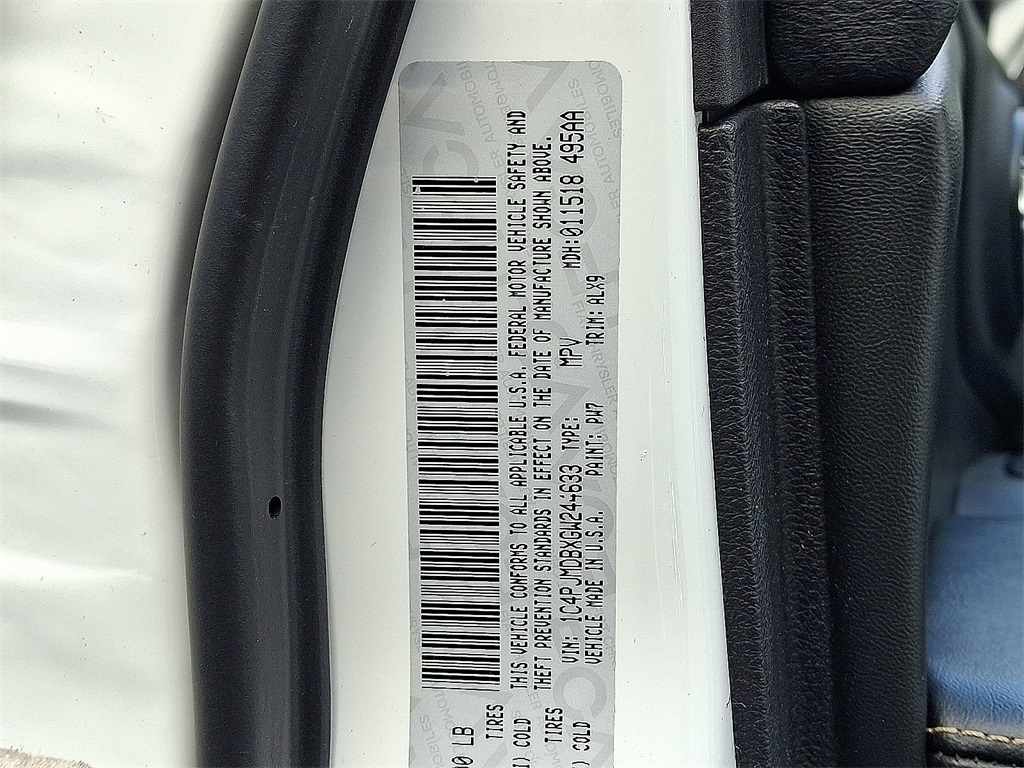 00 LB
TIRES
I) COLD
TIRES
) COLD
THIS VEHICLE CONFORMS TO ALL APPLICABLE U.S.A. FEDERAL MOTOR VEHICLE SAFETY AND
THEFT PREVENTION STANDARDS IN EFFECT ON THE DATE OF MANUFACTURE SHOWN ABOVE.
VIN: 1C4PJMDBXGW244633 TYPE: MPV MDH:011518 495AA
VEHICLE MADE IN U.S.A. PAINT: PW7 TRIM:ALX9